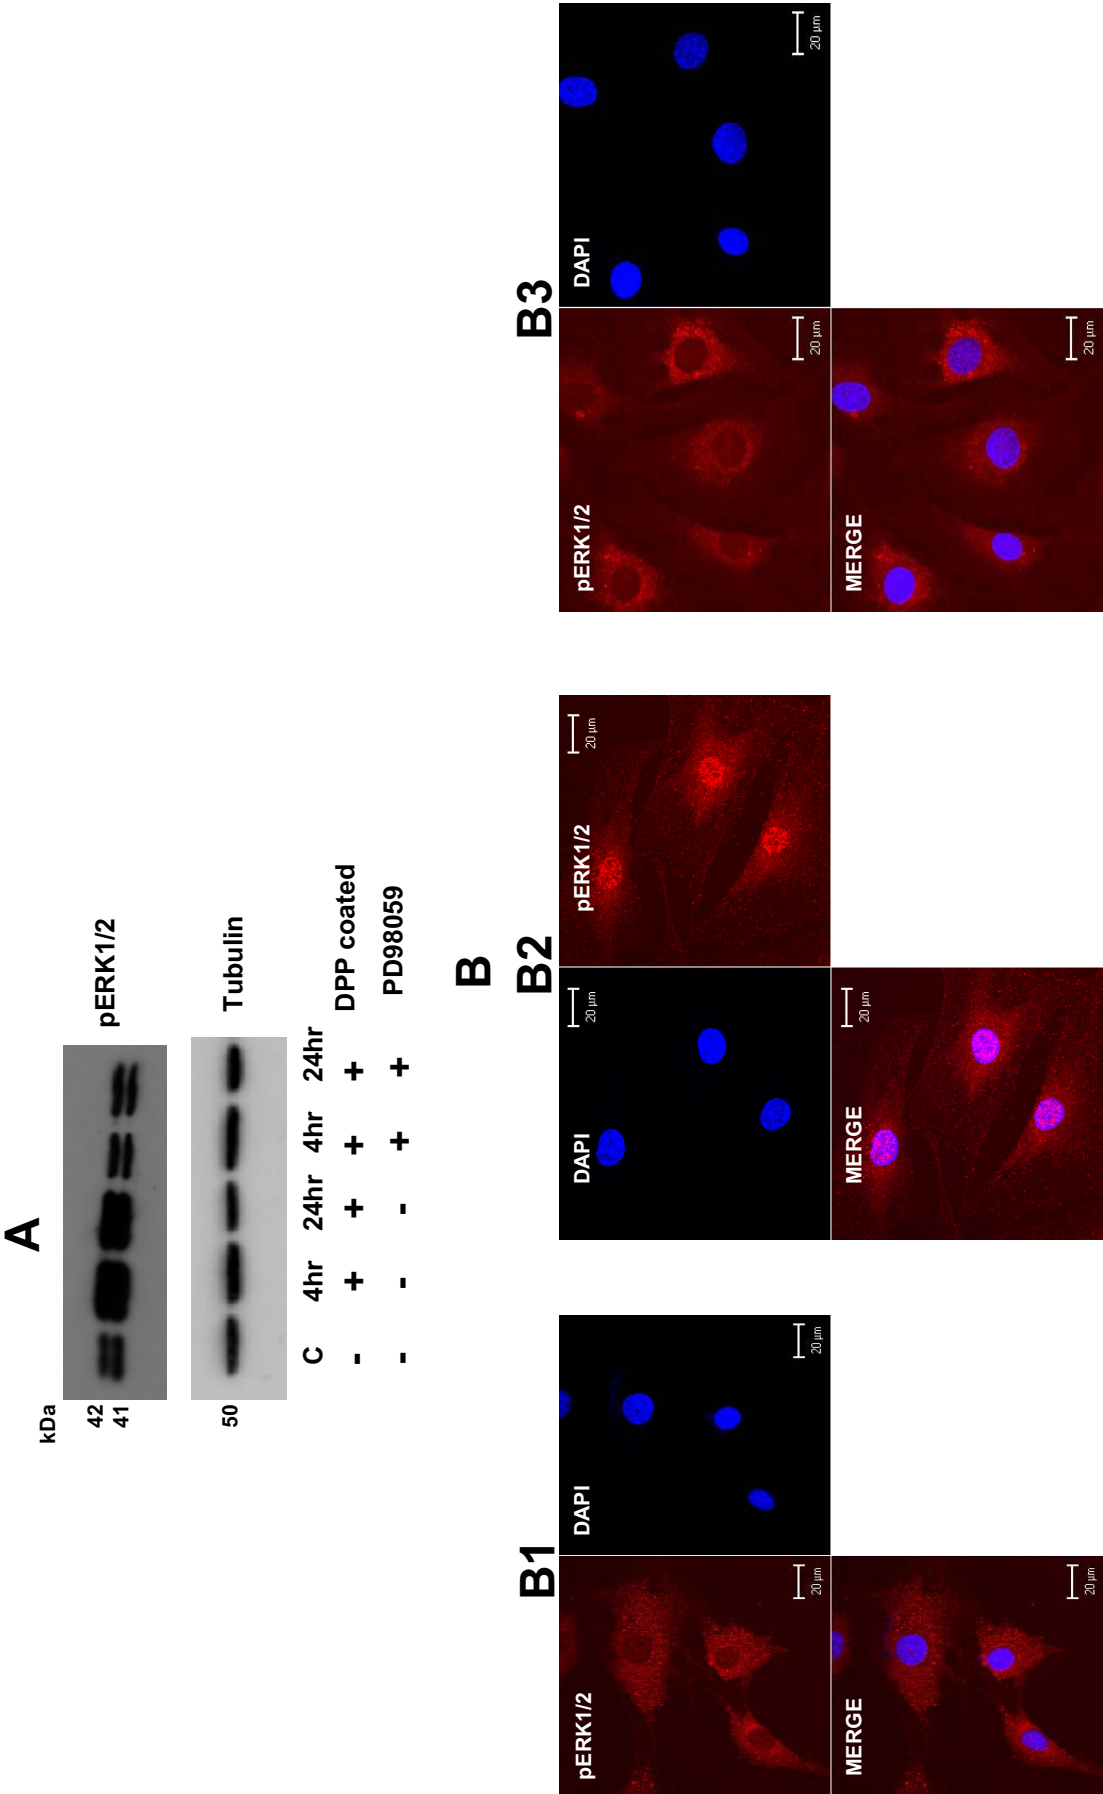 A
kDa
42
41
pERK1/2
50
Tubulin
C 4hr 24hr 4hr 24hr
- + + + + DPP coated
- - - + + PD98059
B
B1
pERK1/2
20 µm
DAPI
20 µm
MERGE
20 µm
B2
DAPI
20 µm
pERK1/2
20 µm
MERGE
20 µm
B3
pERK1/2
20 µm
DAPI
20 µm
MERGE
20 µm